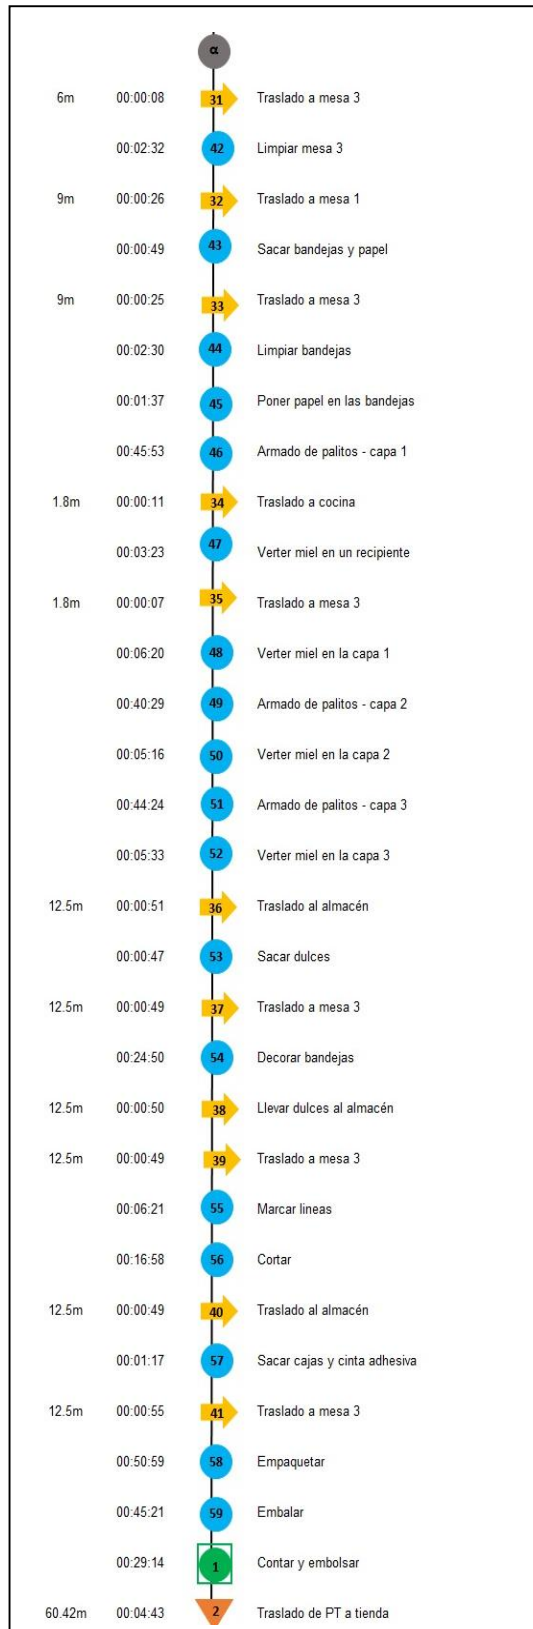 α
6m 00:00:08 31 Traslado a mesa 3
00:02:32 42 Limpiar mesa 3
9m 00:00:26 32 Traslado a mesa 1
00:00:49 43 Sacar bandejas y papel
9m 00:00:25 33 Traslado a mesa 3
00:02:30 44 Limpiar bandejas
00:01:37 45 Poner papel en las bandejas
00:45:53 46 Armado de palitos - capa 1
1.8m 00:00:11 34 Traslado a cocina
00:03:23 47 Verter miel en un recipiente
1.8m 00:00:07 35 Traslado a mesa 3
00:06:20 48 Verter miel en la capa 1
00:40:29 49 Armado de palitos - capa 2
00:05:16 50 Verter miel en la capa 2
00:44:24 51 Armado de palitos - capa 3
00:05:33 52 Verter miel en la capa 3
12.5m 00:00:51 36 Traslado al almacén
00:00:47 53 Sacar dulces
12.5m 00:00:49 37 Traslado a mesa 3
00:24:50 54 Decorar bandejas
12.5m 00:00:50 38 Llevar dulces al almacén
12.5m 00:00:49 39 Traslado a mesa 3
00:06:21 55 Marcar lineas
00:16:58 56 Cortar
12.5m 00:00:49 40 Traslado al almacén
00:01:17 57 Sacar cajas y cinta adhesiva
12.5m 00:00:55 41 Traslado a mesa 3
00:50:59 58 Empaquetar
00:45:21 59 Embalar
00:29:14 1 Contar y embolsar
60.42m 00:04:43 2 Traslado de PT a tienda